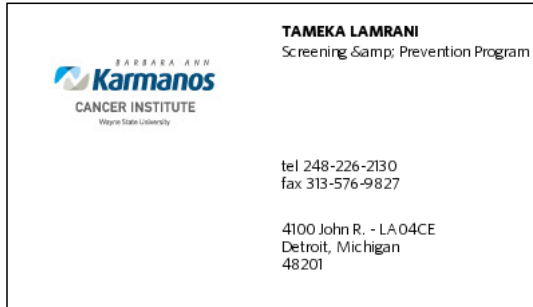 BARBARA ANN
Karmanos
CANCER INSTITUTE
Wayne State University
TAMEKA LAMRANI
Screening &amp; Prevention Program
tel 248-226-2130
fax 313-576-9827
4100 John R. - LA04CE
Detroit, Michigan
48201